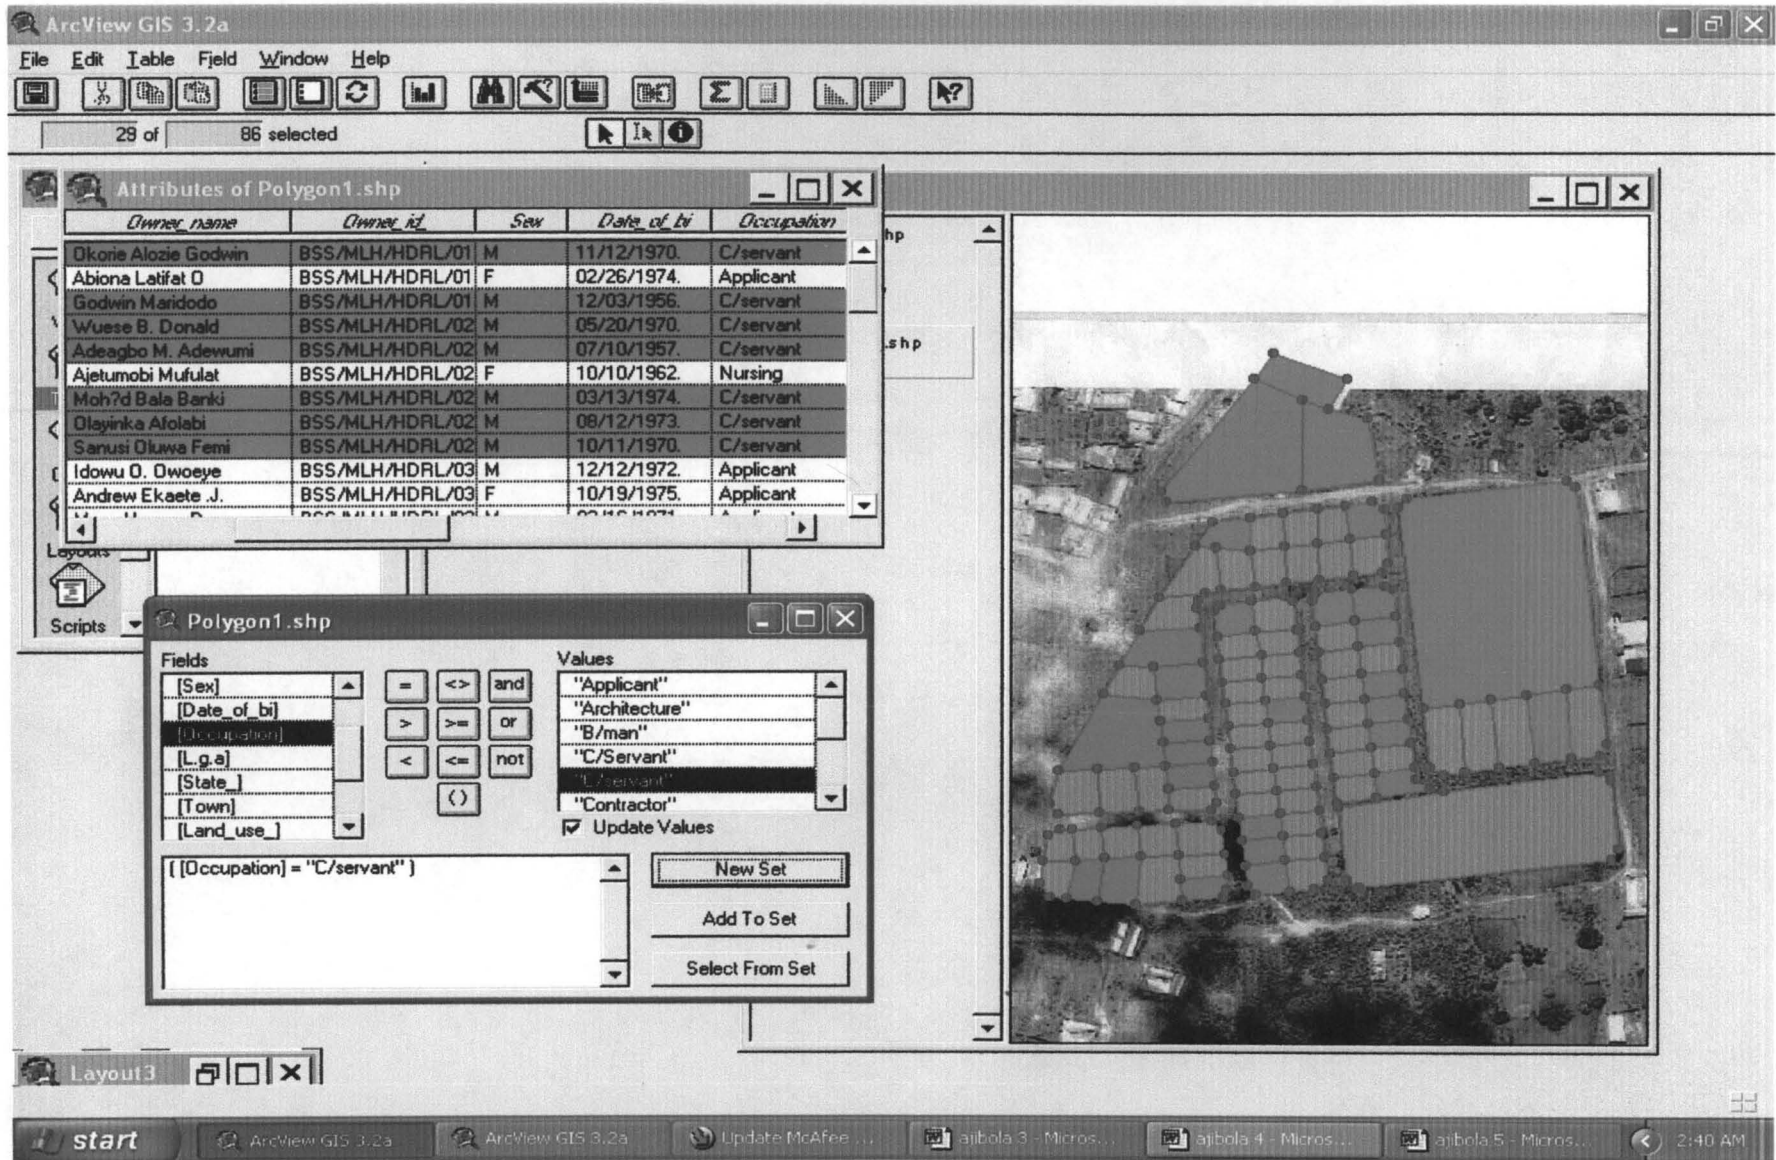 ArcView GIS 3.2a
File Edit Table Field Window Help
29 of 86 selected
Attributes of Polygon1.shp
Owner_name Owner_id_ Sex Date_of_bi Occupation
Okorie Alozie Godwin BSS/MLH/HDRL/01 M 11/12/1970. C/servant
Abiona Latifat O BSS/MLH/HDRL/01 F 02/26/1974. Applicant
Godwin Maridodo BSS/MLH/HDRL/01 M 12/03/1956. C/servant
Wuese B. Donald BSS/MLH/HDRL/02 M 05/20/1970. C/servant
Adeagbo M. Adewumi BSS/MLH/HDRL/02 M 07/10/1957. C/servant
Ajetumobi Mufulat BSS/MLH/HDRL/02 F 10/10/1962. Nursing
Moh?d Bala Banki BSS/MLH/HDRL/02 M 03/13/1974. C/servant
Olayinka Afolabi BSS/MLH/HDRL/02 M 08/12/1973. C/servant
Sanusi Oluwa Femi BSS/MLH/HDRL/02 M 10/11/1970. C/servant
Idowu O. Owoeye BSS/MLH/HDRL/03 M 12/12/1972. Applicant
Andrew Ekaete .J. BSS/MLH/HDRL/03 F 10/19/1975. Applicant
hp
.shp
Layouts
Scripts
Polygon1.shp
Fields
[Sex]
[Date_of_bi]
[Occupation]
[L.g.a]
[State_]
[Town]
[Land_use_]
= <> and
> >= or
< <= not
()
Values
"Applicant"
"Architecture"
"B/man"
"C/Servant"
"C/servant"
"Contractor"
Update Values
( [Occupation] = "C/servant" )
New Set
Add To Set
Select From Set
Layout3
start
ArcView GIS 3.2a
ArcView GIS 3.2a
Update McAfee ...
ajibola 3 - Micros...
ajibola 4 - Micros...
ajibola 5 - Micros...
2:40 AM